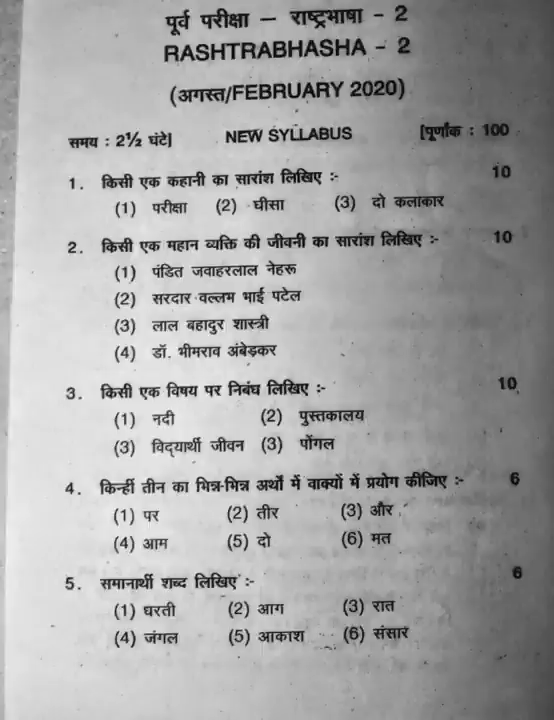 पूर्व परीक्षा – राष्ट्रभाषा - 2
RASHTRABHASHA - 2
(अगस्त/FEBRUARY 2020)
समय : 2½ घंटे] NEW SYLLABUS [पूर्णांक : 100
1. किसी एक कहानी का सारांश लिखिए :- 10
(1) परीक्षा (2) घीसा (3) दो कलाकार
2. किसी एक महान व्यक्ति की जीवनी का सारांश लिखिए :- 10
(1) पंडित जवाहरलाल नेहरू
(2) सरदार वल्लम भाई पटेल
(3) लाल बहादुर शास्त्री
(4) डॉ. भीमराव अंबेड़कर
3. किसी एक विषय पर निबंध लिखिए :- 10
(1) नदी (2) पुस्तकालय
(3) विद्यार्थी जीवन (3) पोंगल
4. किन्हीं तीन का भिन्न-भिन्न अर्थों में वाक्यों में प्रयोग कीजिए :- 6
(1) पर (2) तीर (3) और
(4) आम (5) दो (6) मत
5. समानार्थी शब्द लिखिए :- 6
(1) धरती (2) आग (3) रात
(4) जंगल (5) आकाश (6) संसार